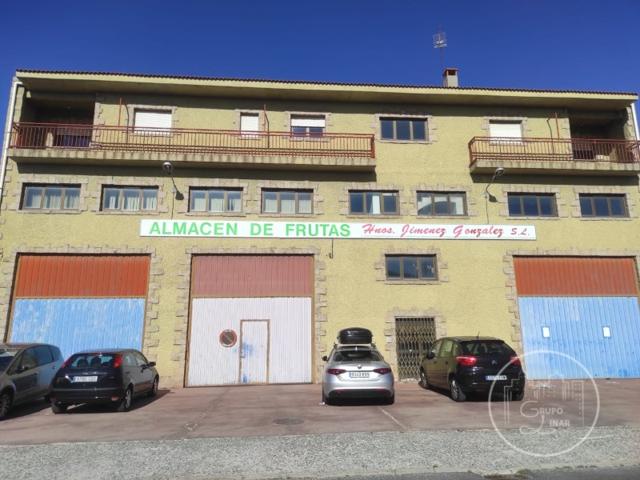 ALMACEN DE FRUTAS Hnos. Jimenez Gonzalez S.L.
GRUPO
INAR